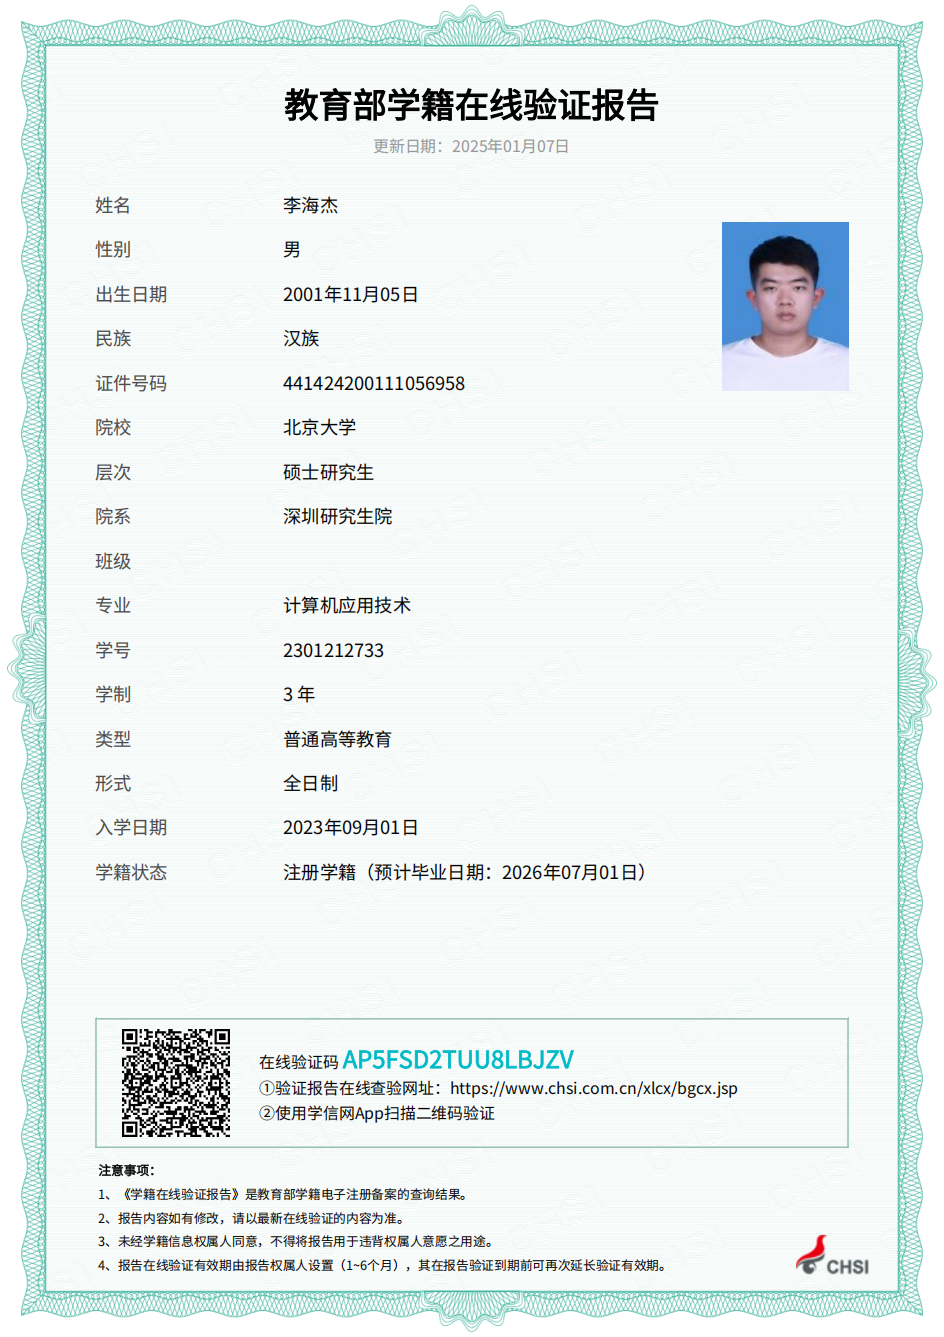 教育部学籍在线验证报告
更新日期：2025年01月07日
姓名 李海杰
性别 男
出生日期 2001年11月05日
民族 汉族
证件号码 441424200111056958
院校 北京大学
层次 硕士研究生
院系 深圳研究生院
班级
专业 计算机应用技术
学号 2301212733
学制 3 年
类型 普通高等教育
形式 全日制
入学日期 2023年09月01日
学籍状态 注册学籍（预计毕业日期：2026年07月01日）
在线验证码 AP5FSD2TUU8LBJZV
①验证报告在线查验网址：https://www.chsi.com.cn/xlcx/bgcx.jsp
②使用学信网App扫描二维码验证
注意事项：
1、《学籍在线验证报告》是教育部学籍电子注册备案的查询结果。
2、报告内容如有修改，请以最新在线验证的内容为准。
3、未经学籍信息权属人同意，不得将报告用于违背权属人意愿之用途。
4、报告在线验证有效期由报告权属人设置（1~6个月），其在报告验证到期前可再次延长验证有效期。
CHSI